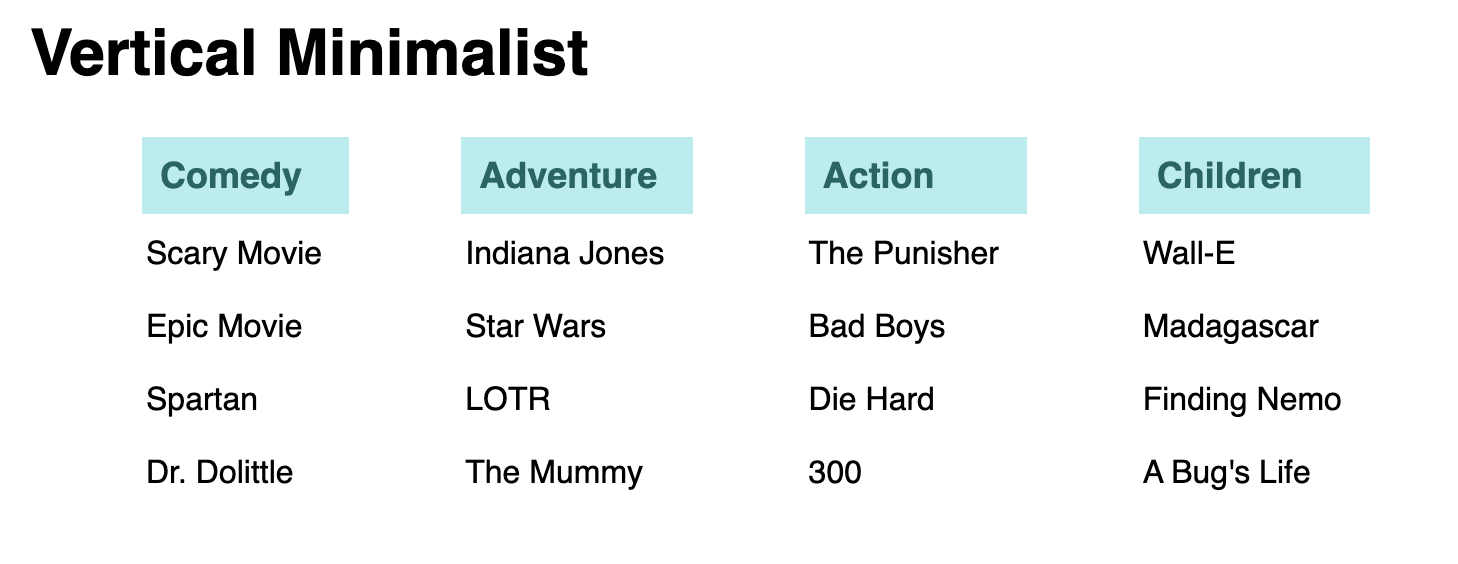 Vertical Minimalist
Comedy Adventure Action Children
Scary Movie Indiana Jones The Punisher Wall-E
Epic Movie Star Wars Bad Boys Madagascar
Spartan LOTR Die Hard Finding Nemo
Dr. Dolittle The Mummy 300 A Bug's Life